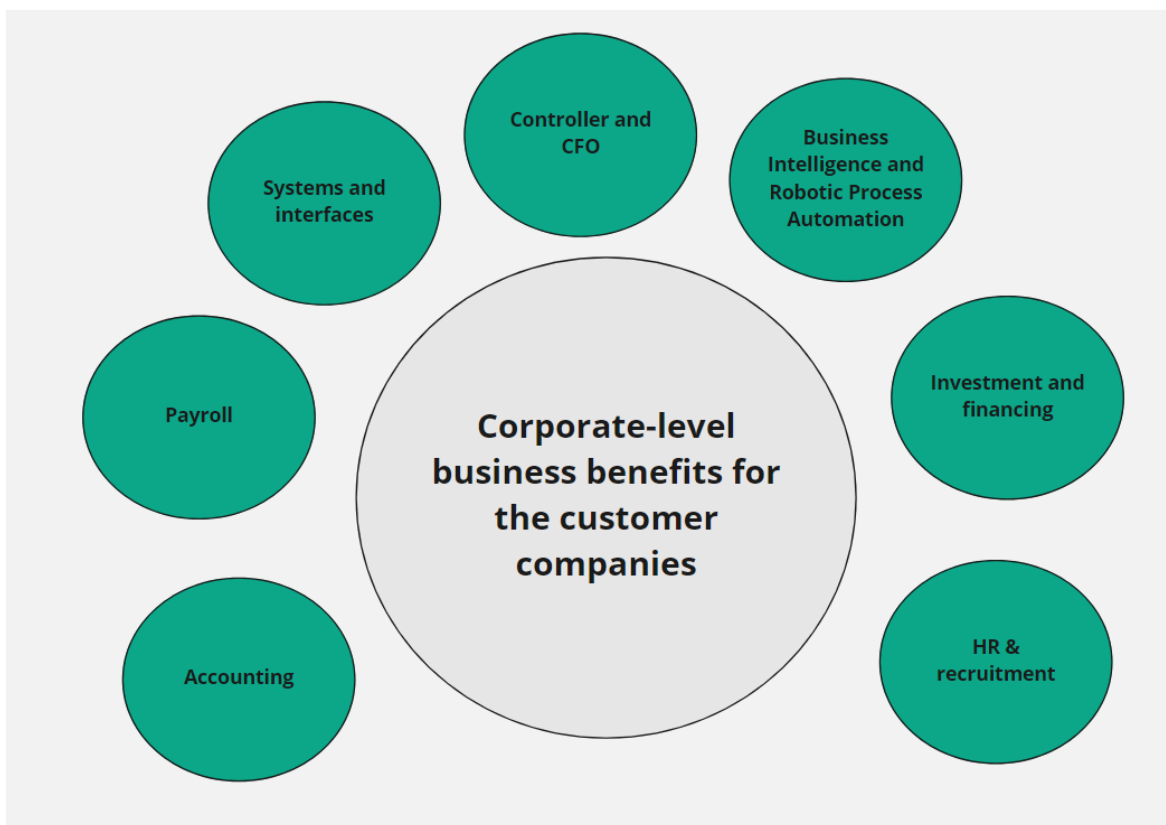 Controller and
CFO
Business
Intelligence and
Robotic Process
Automation
Systems and
interfaces
Investment and
financing
Payroll
Corporate-level
business benefits for
the customer
companies
HR &
recruitment
Accounting